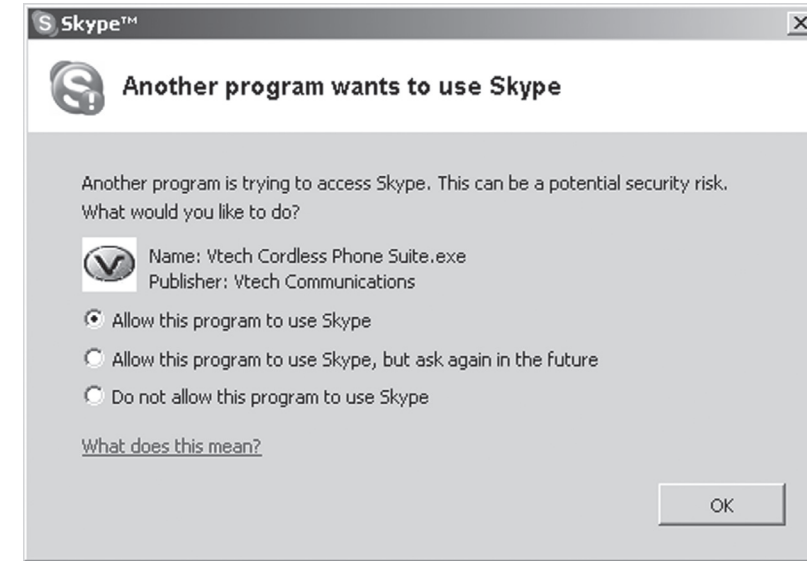 Skype™
Another program wants to use Skype
Another program is trying to access Skype. This can be a potential security risk.
What would you like to do?
Name: Vtech Cordless Phone Suite.exe
Publisher: Vtech Communications
Allow this program to use Skype
Allow this program to use Skype, but ask again in the future
Do not allow this program to use Skype
What does this mean?
OK